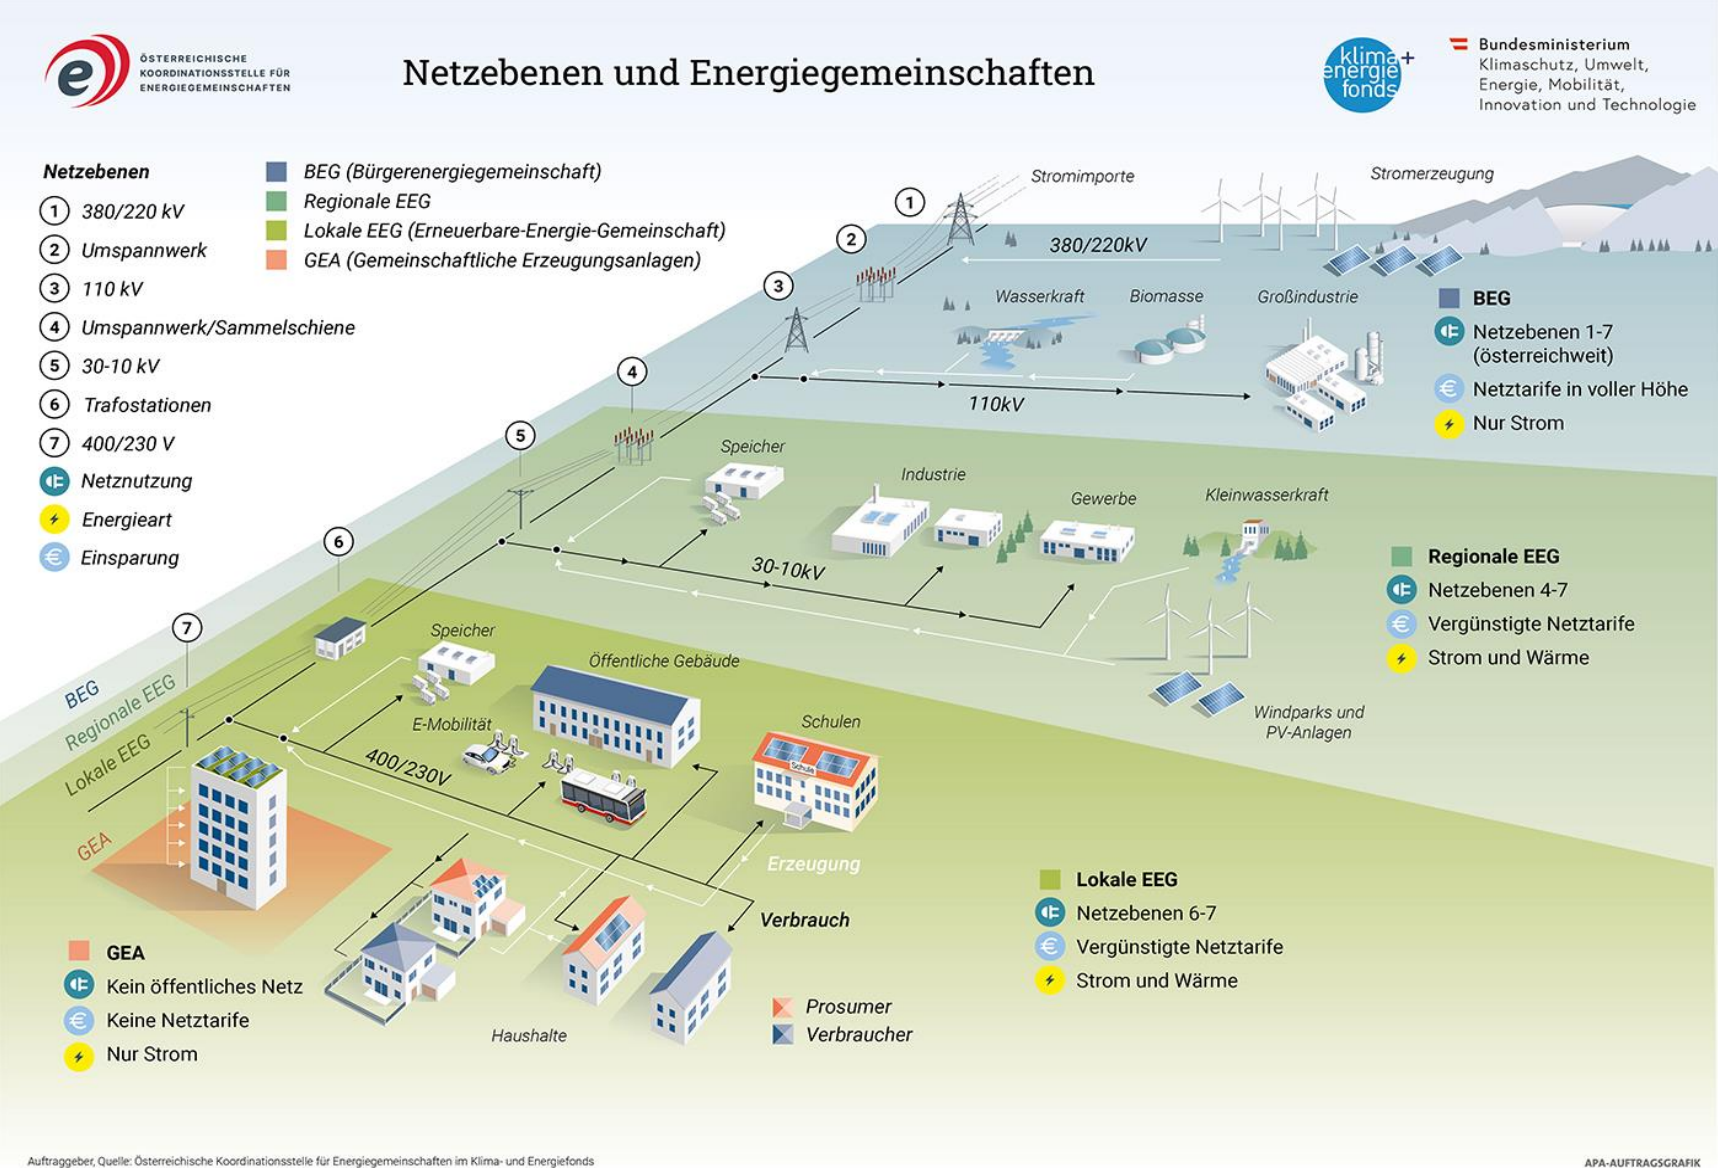 ÖSTERREICHISCHE
KOORDINATIONSSTELLE FÜR
ENERGIEGEMEINSCHAFTEN
Netzebenen und Energiegemeinschaften
klima+
energie
fonds
Bundesministerium
Klimaschutz, Umwelt,
Energie, Mobilität,
Innovation und Technologie
Netzebenen
1 380/220 kV
2 Umspannwerk
3 110 kV
4 Umspannwerk/Sammelschiene
5 30-10 kV
6 Trafostationen
7 400/230 V
Netznutzung
Energieart
€ Einsparung
BEG (Bürgerenergiegemeinschaft)
Regionale EEG
Lokale EEG (Erneuerbare-Energie-Gemeinschaft)
GEA (Gemeinschaftliche Erzeugungsanlagen)
Stromimporte
Stromerzeugung
1
2
380/220kV
3
Wasserkraft
Biomasse
Großindustrie
BEG
Netzebenen 1-7
(österreichweit)
€ Netztarife in voller Höhe
Nur Strom
4
110kV
5
Speicher
Industrie
Gewerbe
Kleinwasserkraft
6
30-10kV
Regionale EEG
Netzebenen 4-7
€ Vergünstigte Netztarife
Strom und Wärme
7
Speicher
Öffentliche Gebäude
BEG
Regionale EEG
Lokale EEG
GEA
E-Mobilität
Schulen
Windparks und
PV-Anlagen
400/230V
Schule
Erzeugung
Verbrauch
Lokale EEG
Netzebenen 6-7
€ Vergünstigte Netztarife
Strom und Wärme
GEA
Kein öffentliches Netz
€ Keine Netztarife
Nur Strom
Haushalte
Prosumer
Verbraucher
Auftraggeber, Quelle: Österreichische Koordinationsstelle für Energiegemeinschaften im Klima- und Energiefonds
APA-AUFTRAGSGRAFIK